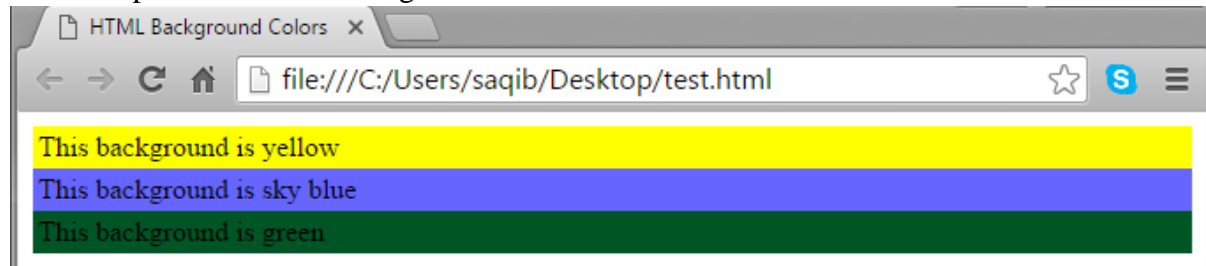 HTML Background Colors
file:///C:/Users/saqib/Desktop/test.html
This background is yellow
This background is sky blue
This background is green